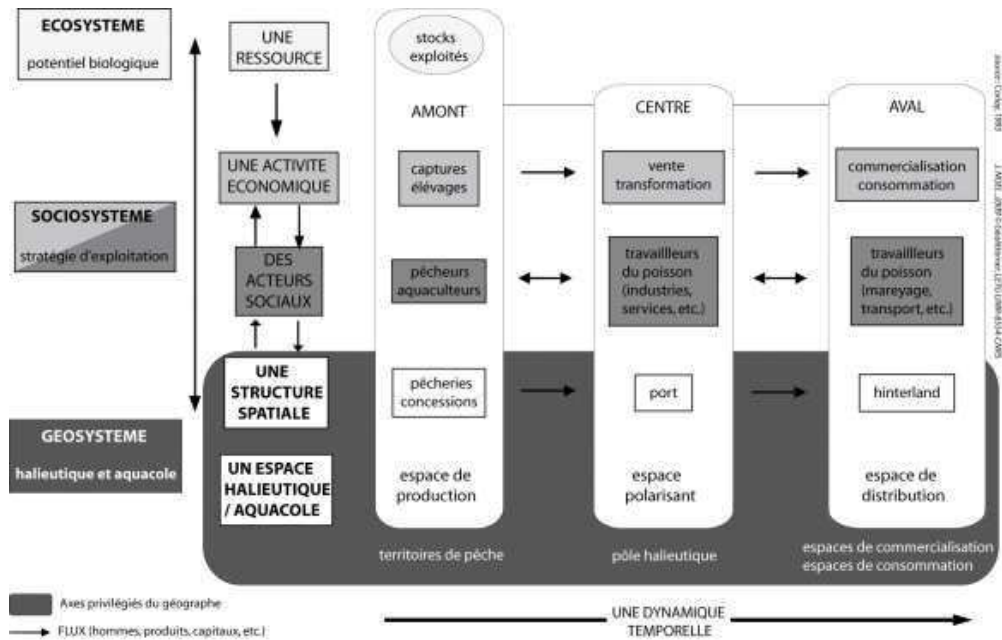 ECOSYSTEME
potentiel biologique
SOCIOSYSTEME
stratégie d'exploitation
GEOSYSTEME
halieutique et aquacole
UNE
RESSOURCE
UNE ACTIVITE
ECONOMIQUE
DES
ACTEURS
SOCIAUX
UNE
STRUCTURE
SPATIALE
UN ESPACE
HALIEUTIQUE
/ AQUACOLE
stocks
exploités
AMONT
captures
élévages
pêcheurs
aquaculteurs
pêcheries
concessions
espace de
production
territoires de pêche
CENTRE
vente
transformation
travailleurs
du poisson
(industries,
services, etc.)
port
espace
polarisant
pôle halieutique
AVAL
commercialisation
consommation
travailleurs
du poisson
(mareyage,
transport, etc.)
hinterland
espace de
distribution
espaces de commercialisation
espaces de consommation
Axes privilégiés du géographe
FLUX (hommes, produits, capitaux, etc.)
UNE DYNAMIQUE
TEMPORELLE